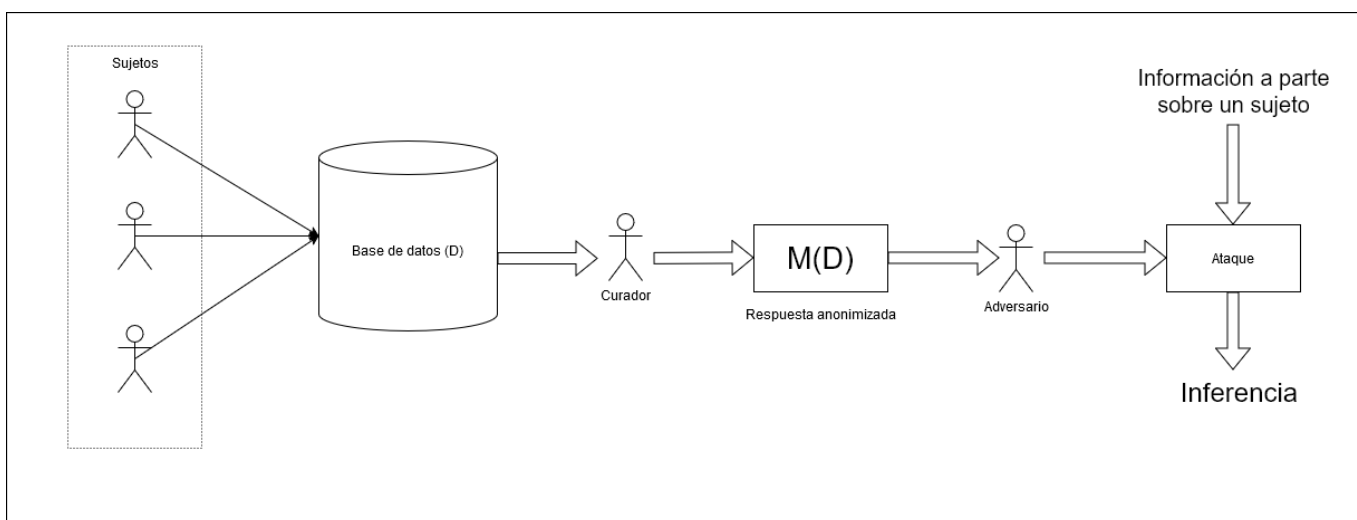 Sujetos
Base de datos (D)
Curador
M(D)
Respuesta anonimizada
Adversario
Información a parte
sobre un sujeto
Ataque
Inferencia